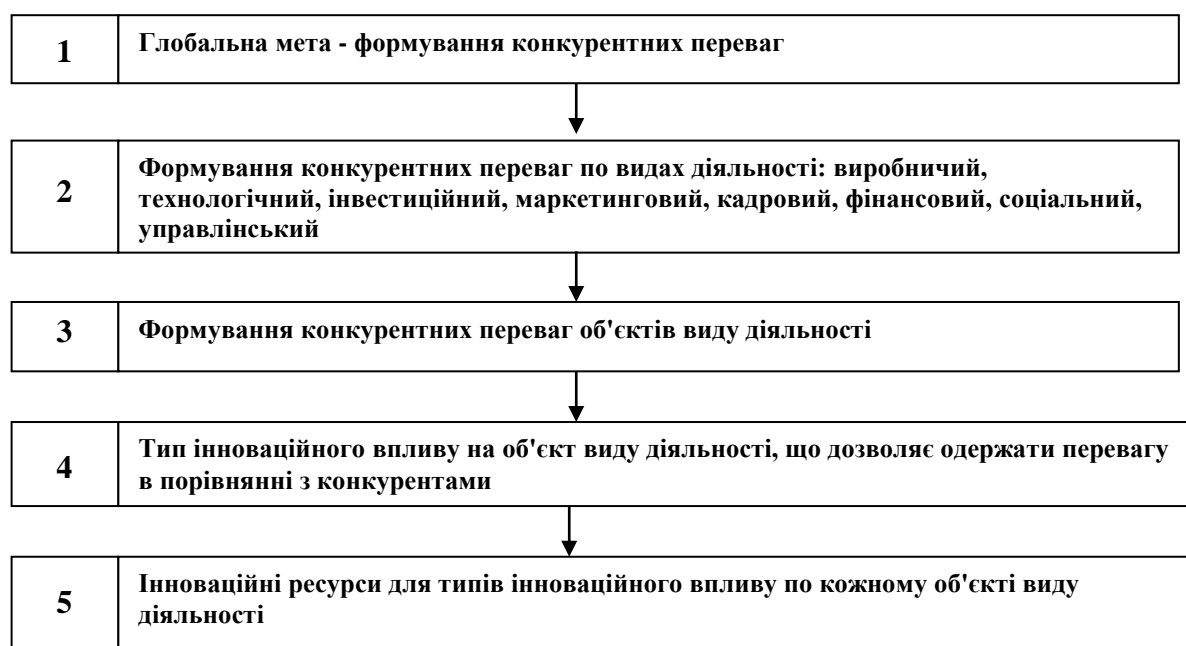 1
Глобальна мета - формування конкурентних переваг
2
Формування конкурентних переваг по видах діяльності: виробничий,
технологічний, інвестиційний, маркетинговий, кадровий, фінансовий, соціальний,
управлінський
3
Формування конкурентних переваг об'єктів виду діяльності
4
Тип інноваційного впливу на об'єкт виду діяльності, що дозволяє одержати перевагу
в порівнянні з конкурентами
5
Інноваційні ресурси для типів інноваційного впливу по кожному об'єкті виду
діяльності